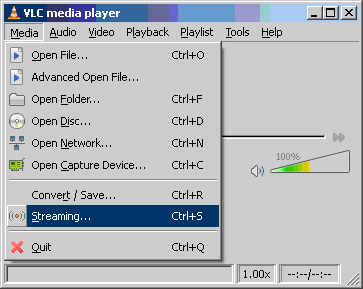 VLC media player
Media Audio Video Playback Playlist Tools Help
Open File... Ctrl+O
Advanced Open File...
Open Folder... Ctrl+F
Open Disc... Ctrl+D
Open Network... Ctrl+N
Open Capture Device... Ctrl+C
100%
Convert / Save... Ctrl+R
Streaming... Ctrl+S
Quit Ctrl+Q
1.00x --:--/--:--